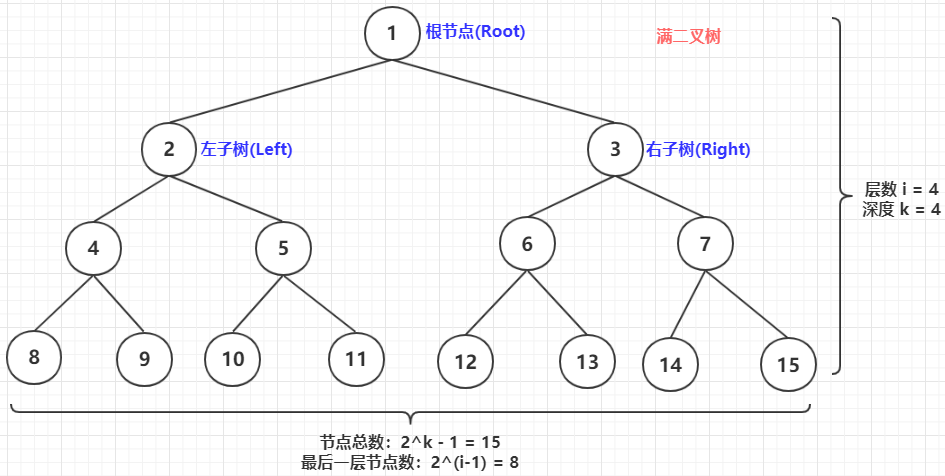 1
根节点(Root)
满二叉树
2
左子树(Left)
3
右子树(Right)
层数 i = 4
深度 k = 4
4
5
6
7
8
9
10
11
12
13
14
15
节点总数：2^k - 1 = 15
最后一层节点数：2^(i-1) = 8